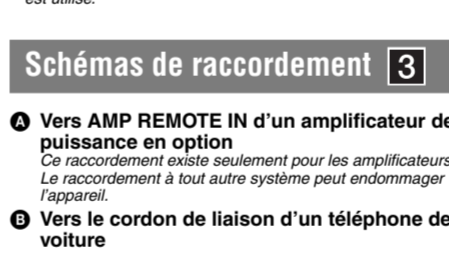 est utilisé.
Schémas de raccordement 3
A Vers AMP REMOTE IN d'un amplificateur de
puissance en option
Ce raccordement existe seulement pour les amplificateurs.
Le raccordement à tout autre système peut endommager
l'appareil.
B Vers le cordon de liaison d'un téléphone de
voiture